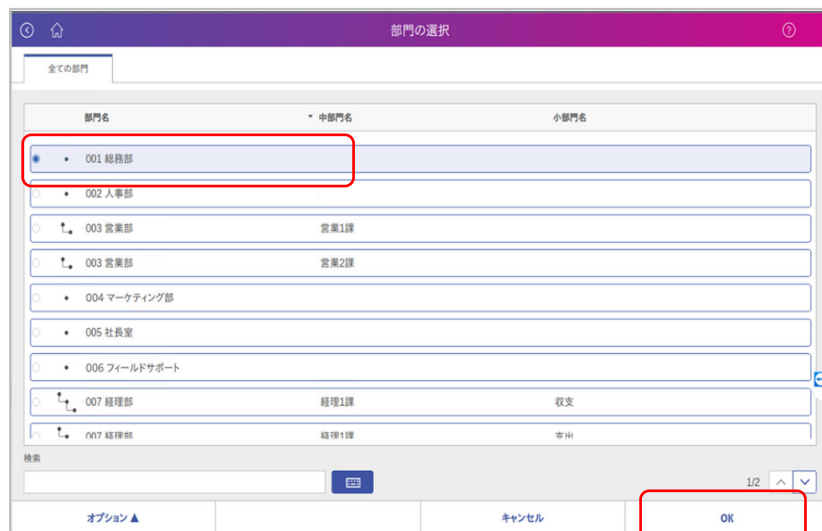 部門の選択
全ての部門
部門名 中部門名 小部門名
001 総務部
002 人事部
003 営業部 営業1課
003 営業部 営業2課
004 マーケティング部
005 社長室
006 フィールドサポート
007 経理部 経理1課 収支
007 経理部 経理1課 支出
検索
1/2
オプション▲ キャンセル OK